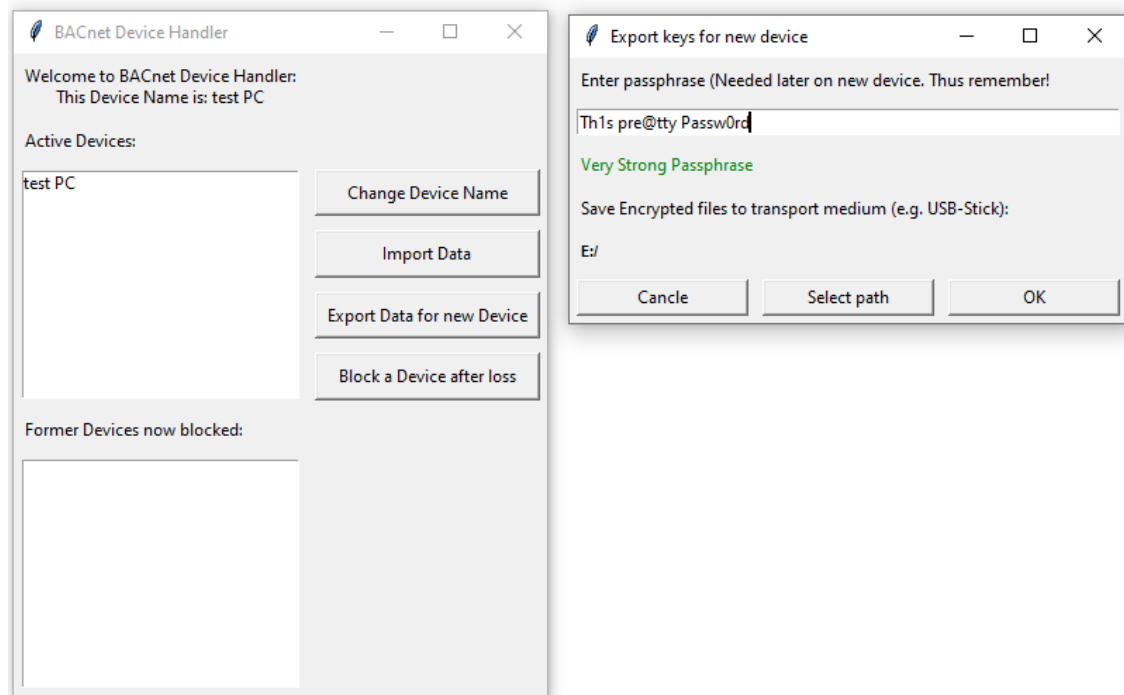 BACnet Device Handler
Welcome to BACnet Device Handler:
This Device Name is: test PC
Active Devices:
test PC
Change Device Name
Import Data
Export Data for new Device
Block a Device after loss
Former Devices now blocked:
Export keys for new device
Enter passphrase (Needed later on new device. Thus remember!
Th1s pre@tty Passw0rd
Very Strong Passphrase
Save Encrypted files to transport medium (e.g. USB-Stick):
E:/
Cancle
Select path
OK